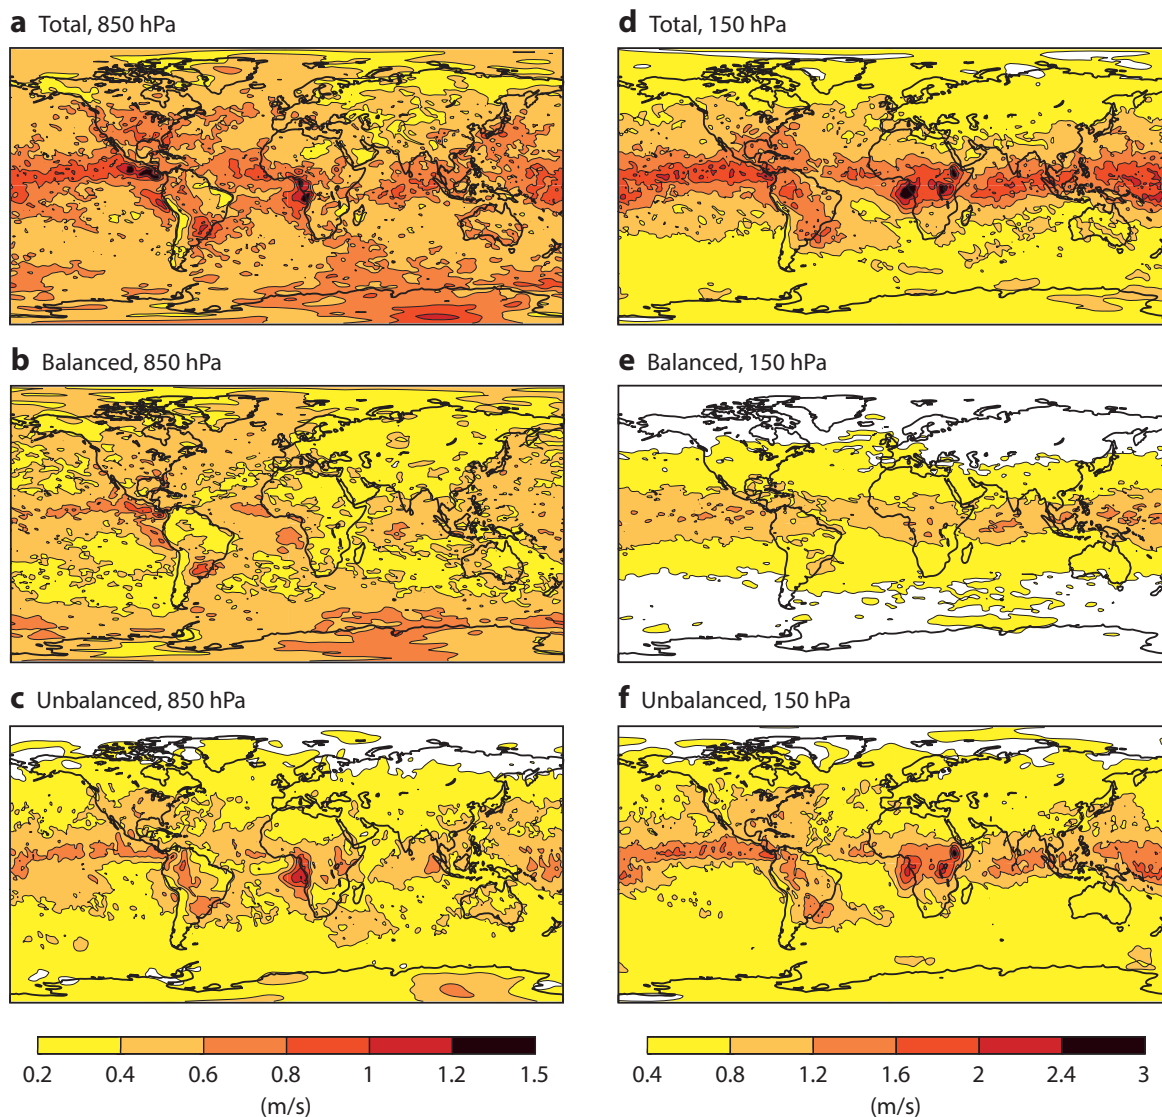 a Total, 850 hPa
d Total, 150 hPa
b Balanced, 850 hPa
e Balanced, 150 hPa
c Unbalanced, 850 hPa
f Unbalanced, 150 hPa
0.2 0.4 0.6 0.8 1 1.2 1.5
(m/s)
0.4 0.8 1.2 1.6 2 2.4 3
(m/s)